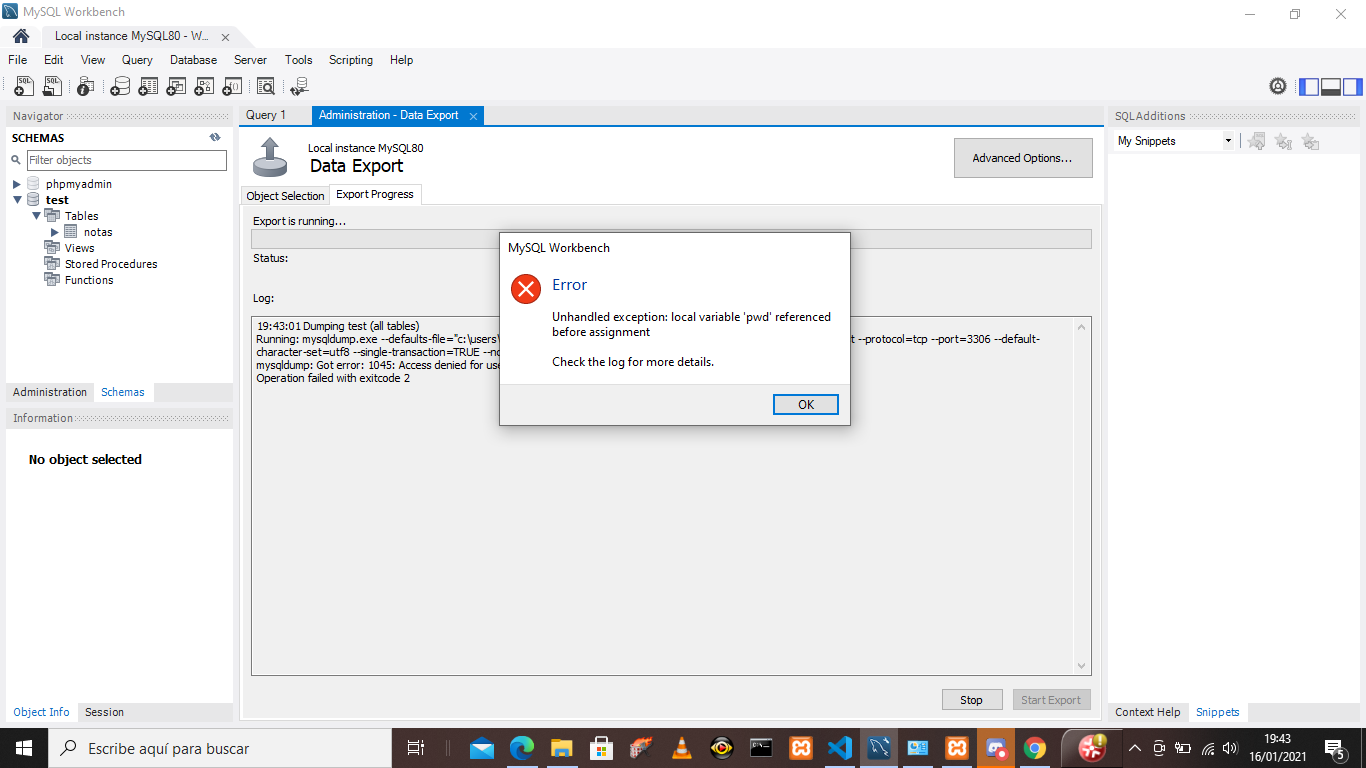 MySQL Workbench
Local instance MySQL80 - W...
File Edit View Query Database Server Tools Scripting Help
Navigator
SCHEMAS
Filter objects
phpmyadmin
test
Tables
notas
Views
Stored Procedures
Functions
Administration Schemas
Information
No object selected
Object Info Session
Query 1 Administration - Data Export
Local instance MySQL80
Data Export
Advanced Options...
Object Selection Export Progress
Export is running...
Status:
Log:
19:43:01 Dumping test (all tables)
Running: mysqldump.exe --defaults-file="c:\users\ t --protocol=tcp --port=3306 --default-
character-set=utf8 --single-transaction=TRUE
mysqldump: Got error: 1045: Access denied for
Operation failed with exitcode 2
MySQL Workbench
Error
Unhandled exception: local variable 'pwd' referenced
before assignment
Check the log for more details.
OK
Stop Start Export
SQLAdditions
My Snippets
Context Help Snippets
Escribe aquí para buscar
19:43
16/01/2021
5